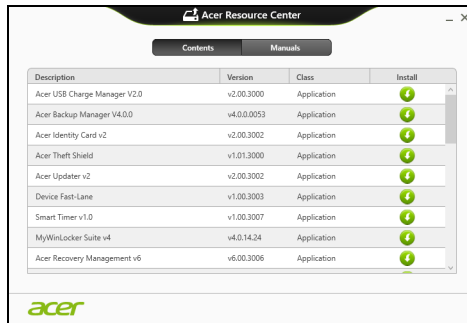 Acer Resource Center
Contents Manuals
Description Version Class Install
Acer USB Charge Manager V2.0 v2.00.3000 Application
Acer Backup Manager V4.0.0 v4.0.0.0053 Application
Acer Identity Card v2 v2.00.3002 Application
Acer Theft Shield v1.01.3000 Application
Acer Updater v2 v2.00.3002 Application
Device Fast-Lane v1.00.3003 Application
Smart Timer v1.0 v1.00.3007 Application
MyWinLocker Suite v4 v4.0.14.24 Application
Acer Recovery Management v6 v6.00.3006 Application
acer